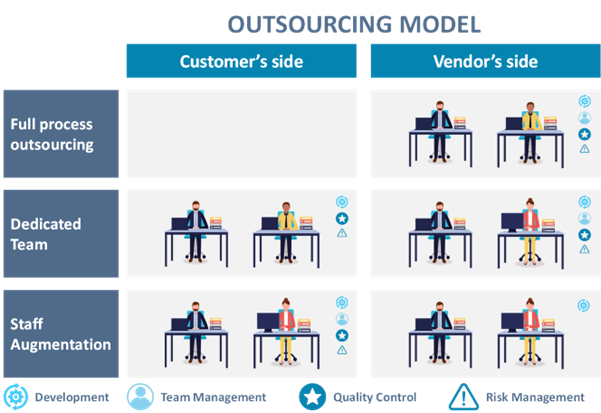 OUTSOURCING MODEL
Customer's side
Vendor's side
Full process
outsourcing
Dedicated
Team
Staff
Augmentation
Development
Team Management
Quality Control
Risk Management